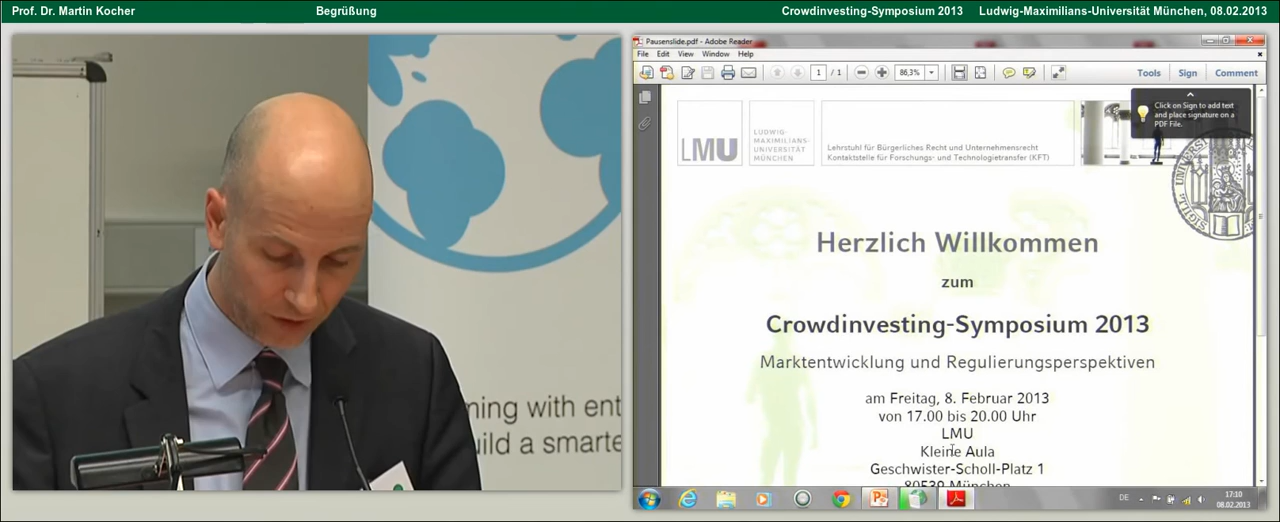 Prof. Dr. Martin Kocher
Begrüßung
Crowdinvesting-Symposium 2013
Ludwig-Maximilians-Universität München, 08.02.2013
ning with ent
uild a smarte
Pausenslide.pdf - Adobe Reader
File Edit View Window Help
1 / 1
86,3%
Tools Sign Comment
Click on Sign to add text
and place signature on a
PDF File.
LMU
LUDWIG-
MAXIMILIANS-
UNIVERSITÄT
MÜNCHEN
Lehrstuhl für Bürgerliches Recht und Unternehmensrecht
Kontaktstelle für Forschungs- und Technologietransfer (KFT)
Herzlich Willkommen
zum
Crowdinvesting-Symposium 2013
Marktentwicklung und Regulierungsperspektiven
am Freitag, 8. Februar 2013
von 17.00 bis 20.00 Uhr
LMU
Kleine Aula
Geschwister-Scholl-Platz 1
80539 München
DE
17:10
08.02.2013